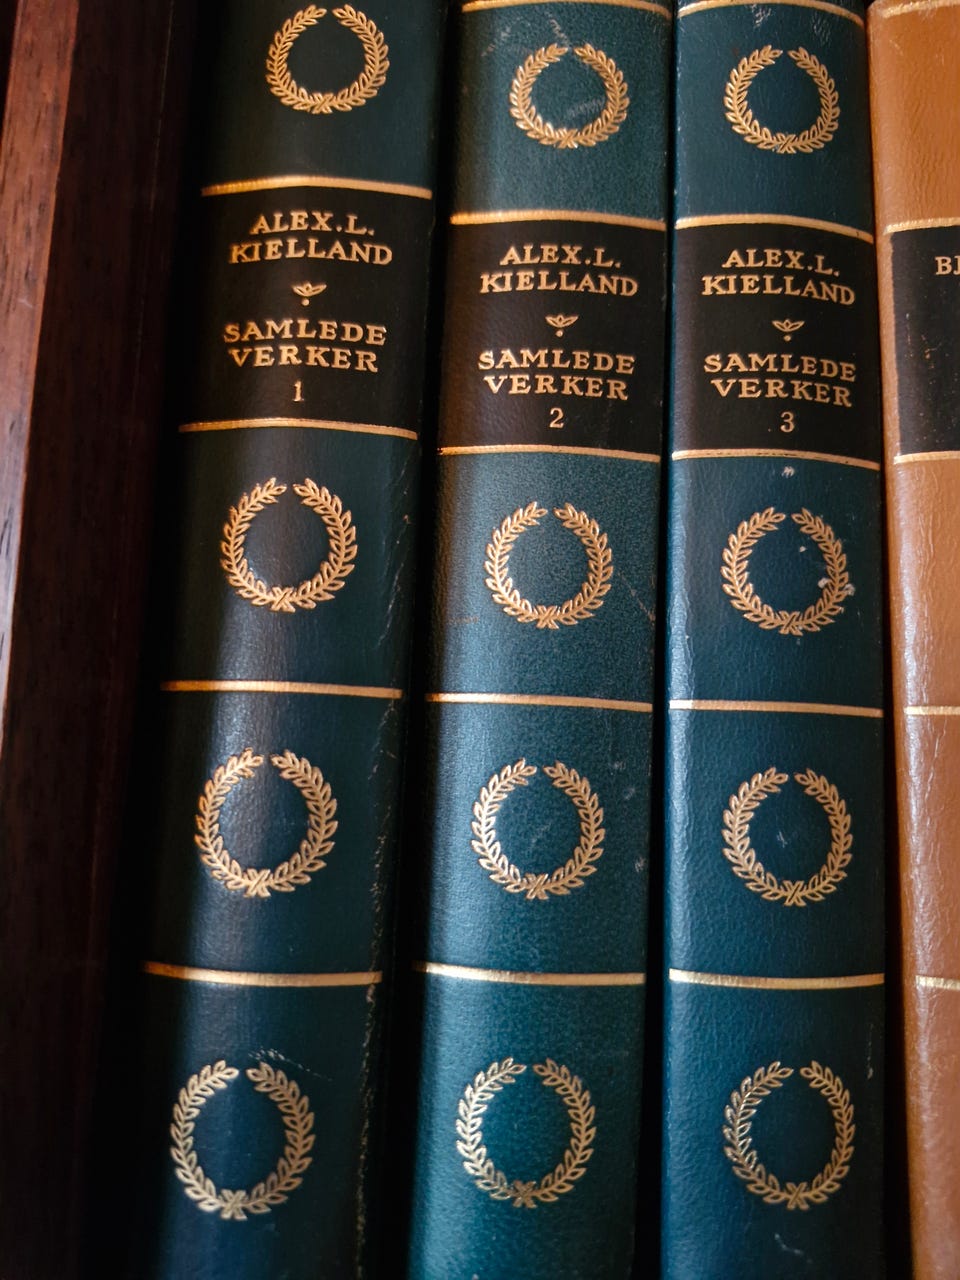 ALEX.L.
KIELLAND
SAMLEDE
VERKER
1
ALEX.L.
KIELLAND
SAMLEDE
VERKER
2
ALEX.L.
KIELLAND
SAMLEDE
VERKER
3